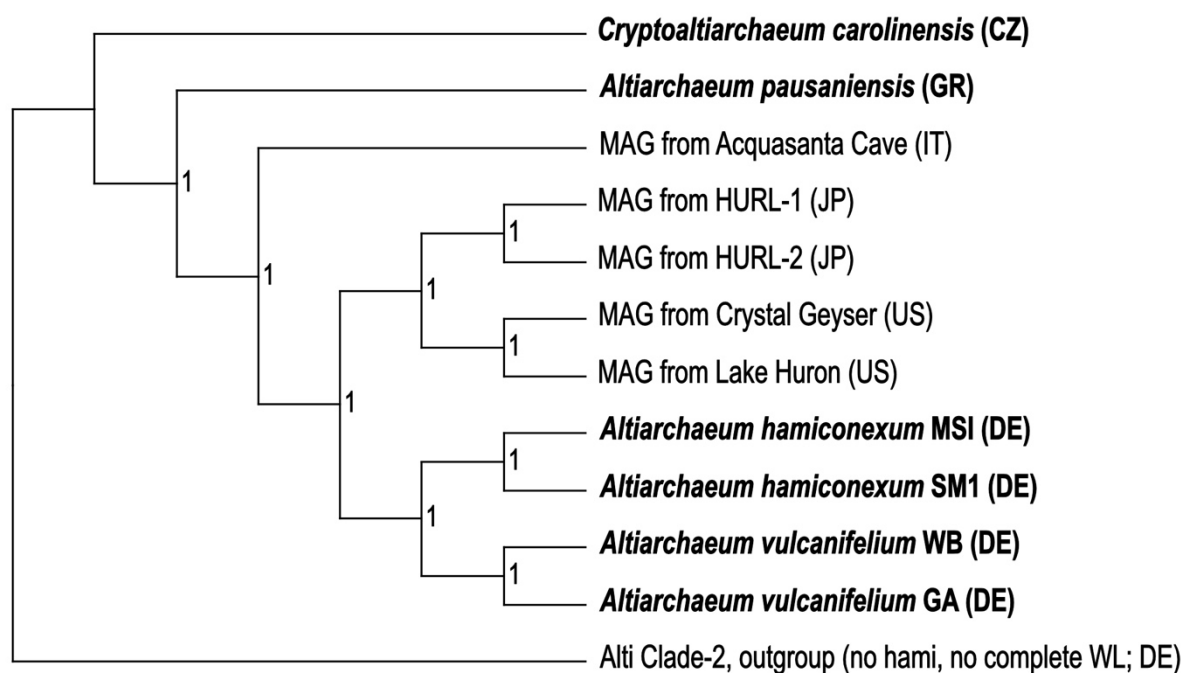 Cryptoaltiarchaeum carolinensis (CZ)
Altiarchaeum pausaniensis (GR)
1
MAG from Acquasanta Cave (IT)
MAG from HURL-1 (JP)
1
MAG from HURL-2 (JP)
1
1
MAG from Crystal Geyser (US)
1
MAG from Lake Huron (US)
1
Altiarchaeum hamiconexum MSI (DE)
1
Altiarchaeum hamiconexum SM1 (DE)
1
Altiarchaeum vulcanifelium WB (DE)
1
Altiarchaeum vulcanifelium GA (DE)
Alti Clade-2, outgroup (no hami, no complete WL; DE)